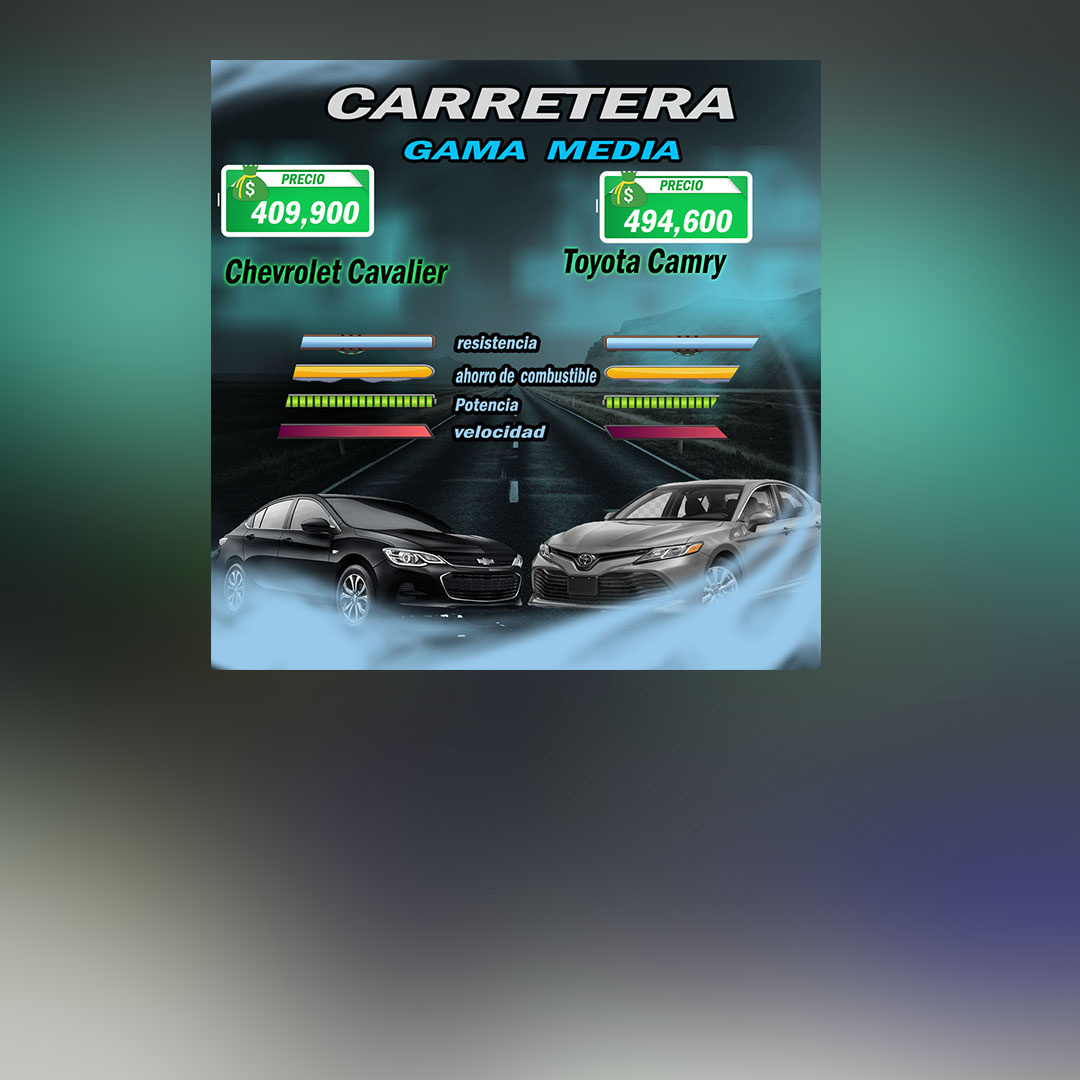 CARRETERA
GAMA MEDIA
PRECIO
$
409,900
PRECIO
$
494,600
Chevrolet Cavalier
Toyota Camry
resistencia
ahorro de combustible
Potencia
velocidad